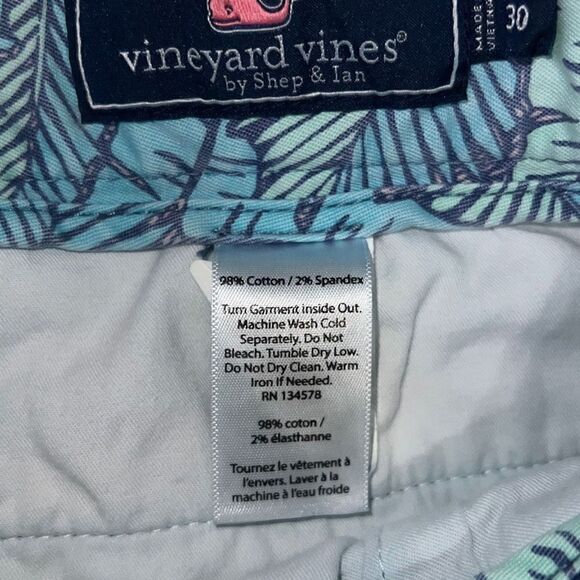 vineyard vines®
by Shep & Ian
MADE
VIETNA
30
98% Cotton / 2% Spandex
Turn Garment inside Out.
Machine Wash Cold
Separately. Do Not
Bleach. Tumble Dry Low.
Do Not Dry Clean. Warm
Iron If Needed.
RN 134578
98% coton /
2% élasthanne
Tournez le vêtement à
l'envers. Laver à la
machine à l'eau froide